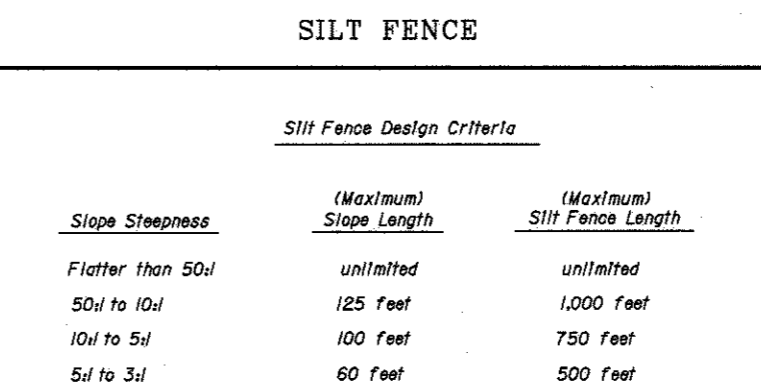 SILT FENCE
Silt Fence Design Criteria
(Maximum) (Maximum)
Slope Steepness Slope Length Silt Fence Length
Flatter than 50:1 unlimited unlimited
50:1 to 10:1 125 feet 1,000 feet
10:1 to 5:1 100 feet 750 feet
5:1 to 3:1 60 feet 500 feet